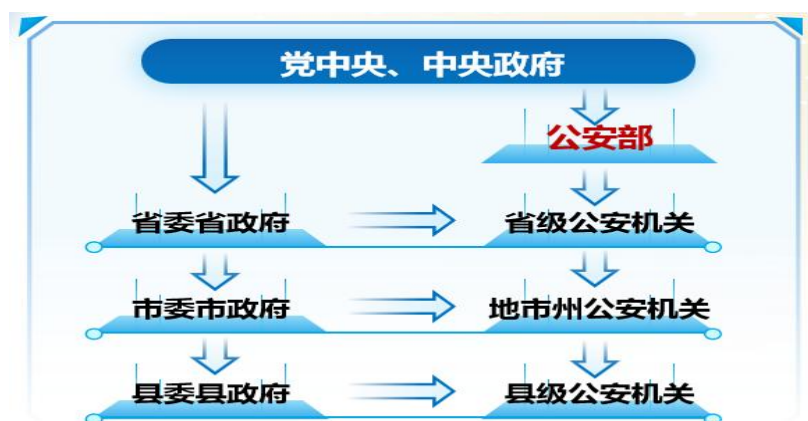 党中央、中央政府
公安部
省委省政府 省级公安机关
市委市政府 地市州公安机关
县委县政府 县级公安机关